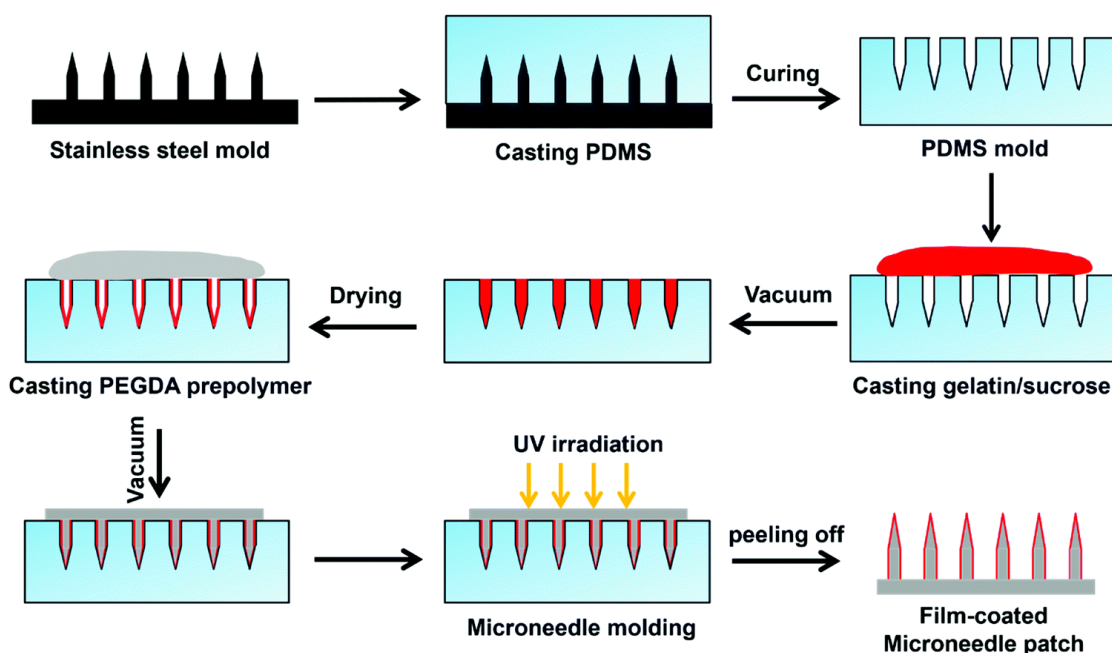 Stainless steel mold
Casting PDMS
Curing
PDMS mold
Casting gelatin/sucrose
Vacuum
Drying
Casting PEGDA prepolymer
Vacuum
UV irradiation
Microneedle molding
peeling off
Film-coated
Microneedle patch